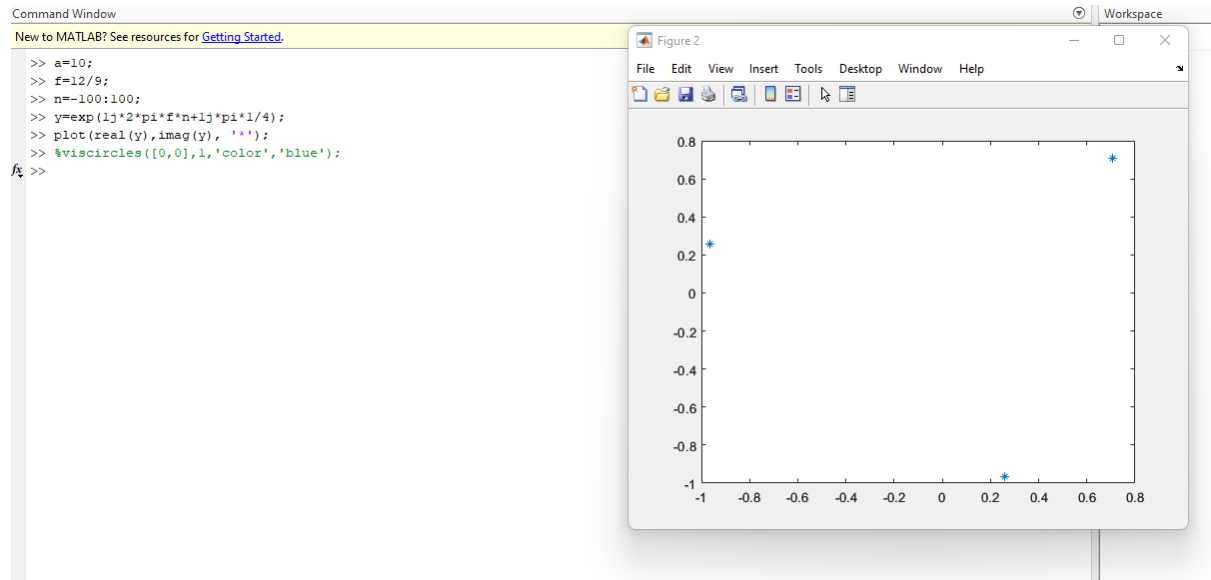 Command Window
Workspace
New to MATLAB? See resources for Getting Started.
>> a=10;
>> f=12/9;
>> n=-100:100;
>> y=exp(1j*2*pi*f*n+1j*pi*1/4);
>> plot(real(y),imag(y), '*');
>> %viscircles([0,0],1,'color','blue');
fx >>
Figure 2
File Edit View Insert Tools Desktop Window Help
0.8
0.6
0.4
0.2
0
-0.2
-0.4
-0.6
-0.8
-1
-1 -0.8 -0.6 -0.4 -0.2 0 0.2 0.4 0.6 0.8